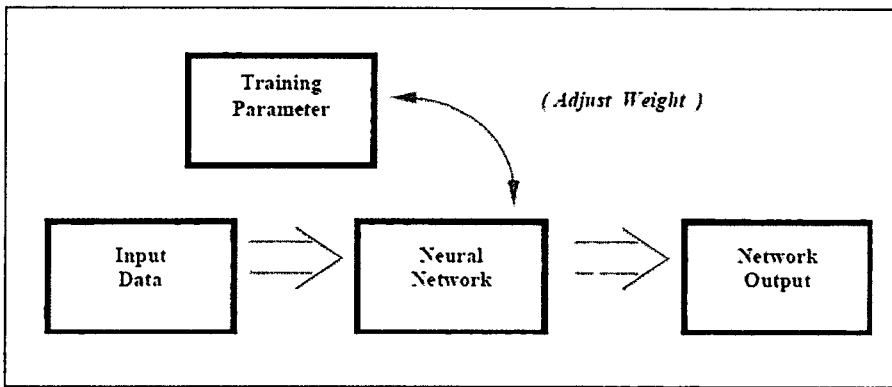 Training
Parameter
( Adjust Weight )
Input
Data
Neural
Network
Network
Output